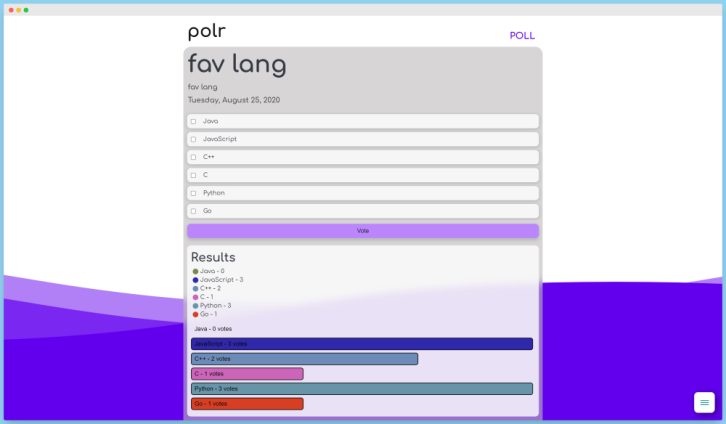 polr
POLL
fav lang
fav lang
Tuesday, August 25, 2020
Java
JavaScript
C++
C
Python
Go
Vote
Results
Java - 0
JavaScript - 3
C++ - 2
C - 1
Python - 3
Go - 1
Java - 0 votes
JavaScript - 3 votes
C++ - 2 votes
C - 1 votes
Python - 3 votes
Go - 1 votes